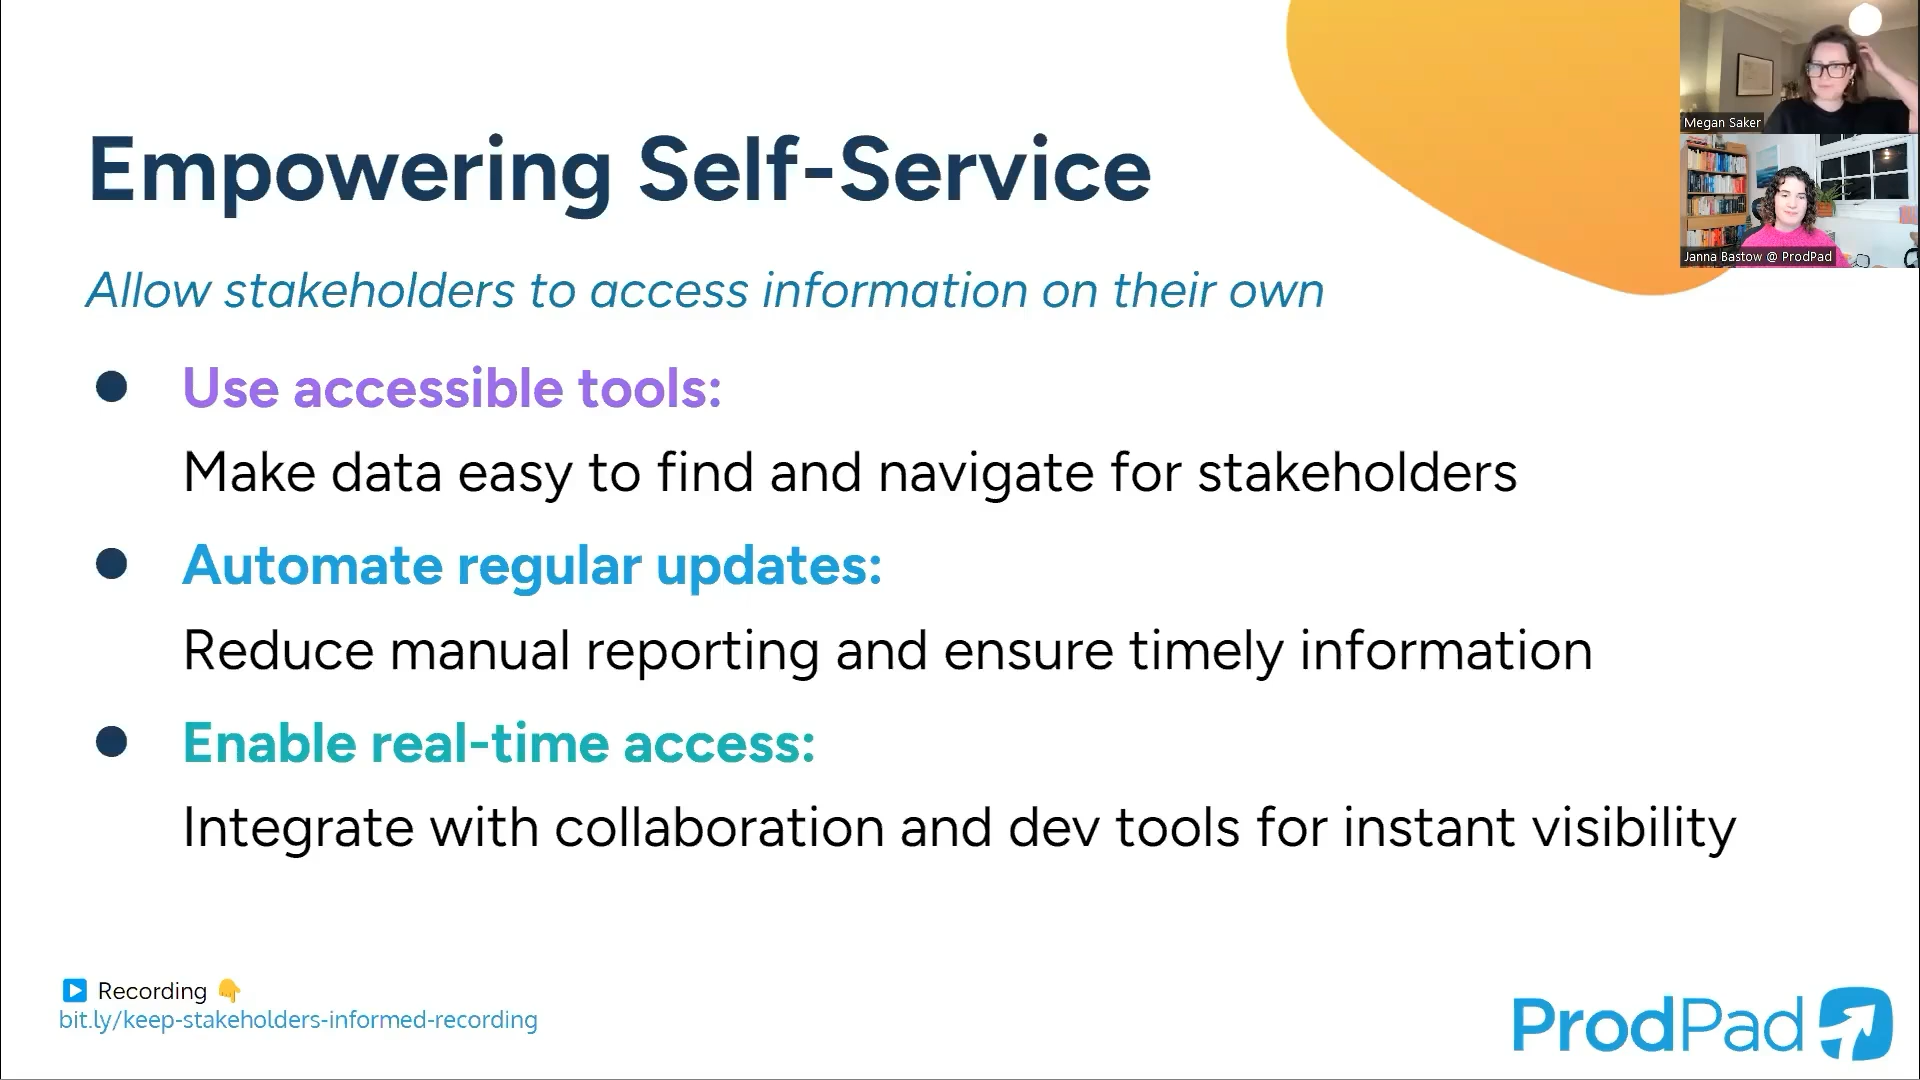 Empowering Self-Service
Allow stakeholders to access information on their own
Use accessible tools:
Make data easy to find and navigate for stakeholders
Automate regular updates:
Reduce manual reporting and ensure timely information
Enable real-time access:
Integrate with collaboration and dev tools for instant visibility
Recording
bit.ly/keep-stakeholders-informed-recording
ProdPad
Megan Saker
Janna Bastow @ ProdPad